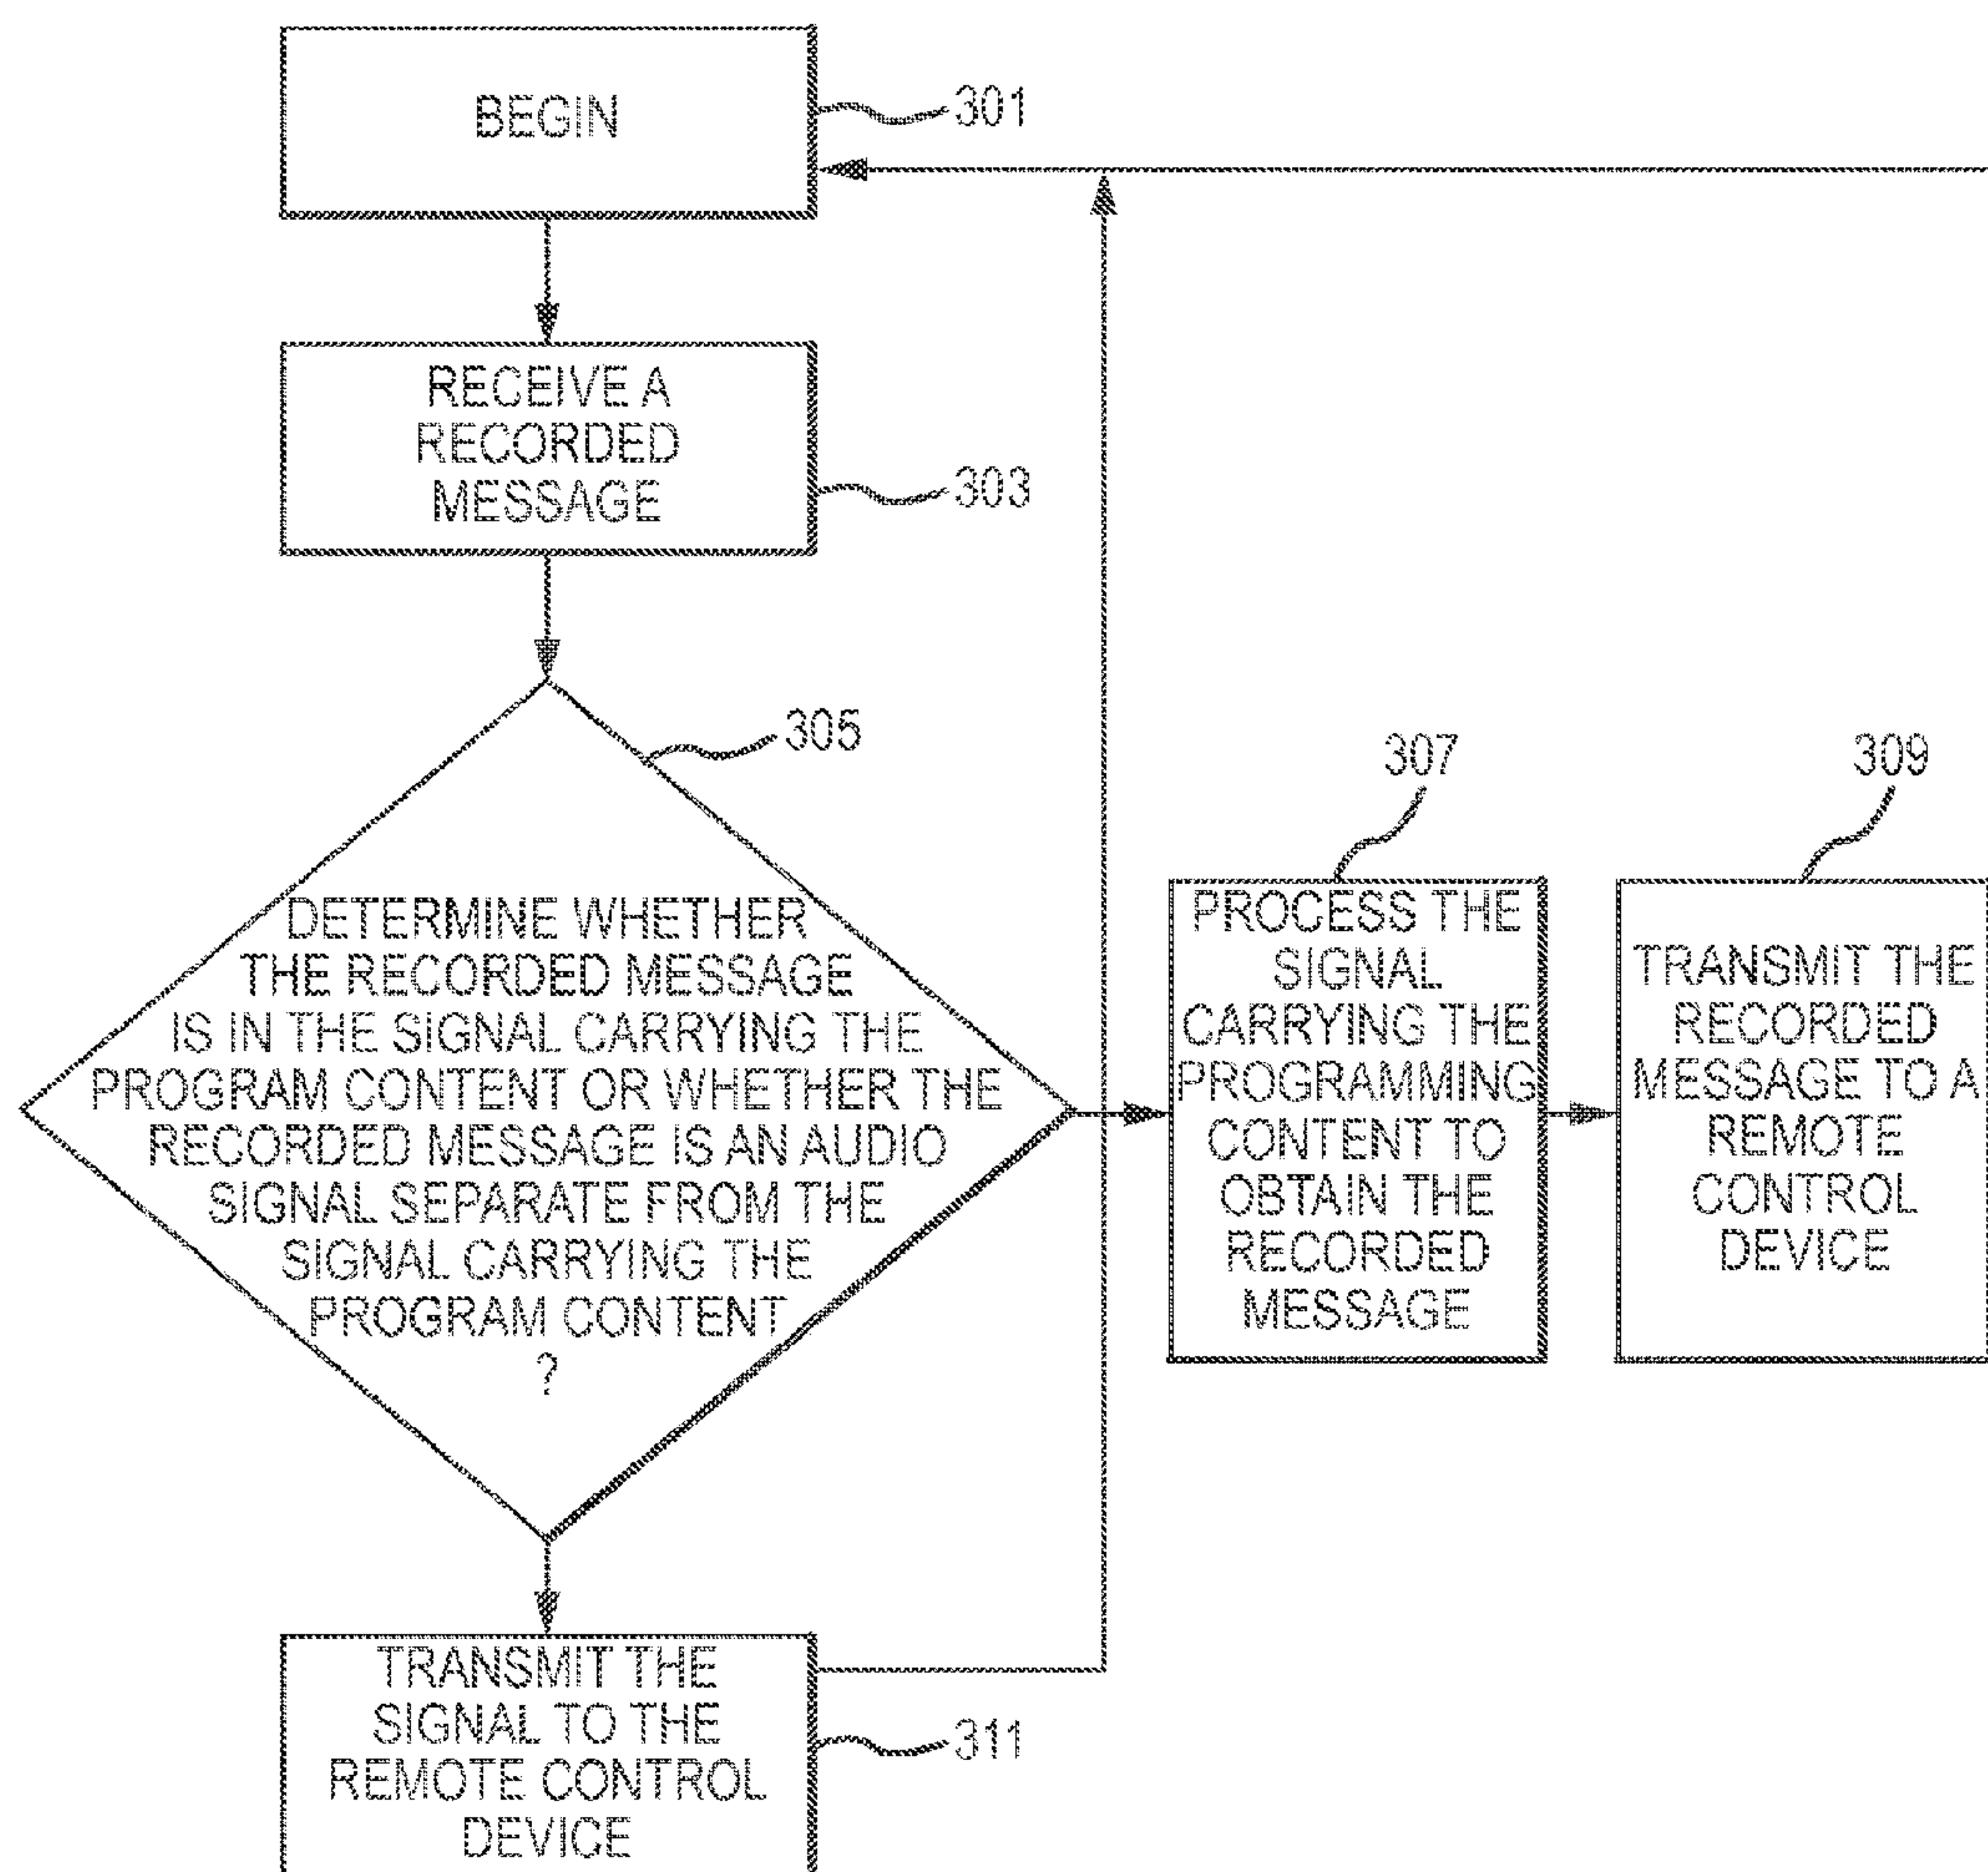 BEGIN
301
RECEIVE A
RECORDED
MESSAGE
303
305
DETERMINE WHETHER
THE RECORDED MESSAGE
IS IN THE SIGNAL CARRYING THE
PROGRAM CONTENT OR WHETHER THE
RECORDED MESSAGE IS AN AUDIO
SIGNAL SEPARATE FROM THE
SIGNAL CARRYING THE
PROGRAM CONTENT
?
307
PROCESS THE
SIGNAL
CARRYING THE
PROGRAMMING
CONTENT TO
OBTAIN THE
RECORDED
MESSAGE
309
TRANSMIT THE
RECORDED
MESSAGE TO A
REMOTE
CONTROL
DEVICE
TRANSMIT THE
SIGNAL TO THE
REMOTE CONTROL
DEVICE
311